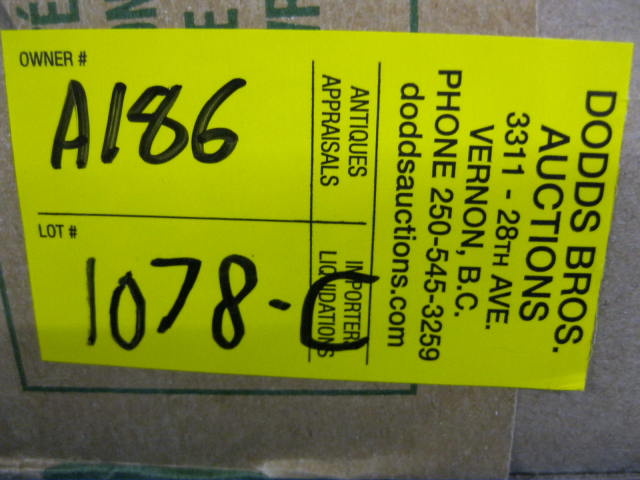 OWNER #
A186
LOT #
1078-C
ANTIQUES
APPRAISALS
IMPORTER
LIQUIDATIONS
DODDS BROS.
AUCTIONS
3311 - 28TH AVE.
VERNON, B.C.
PHONE 250-545-3259
doddsauctions.com